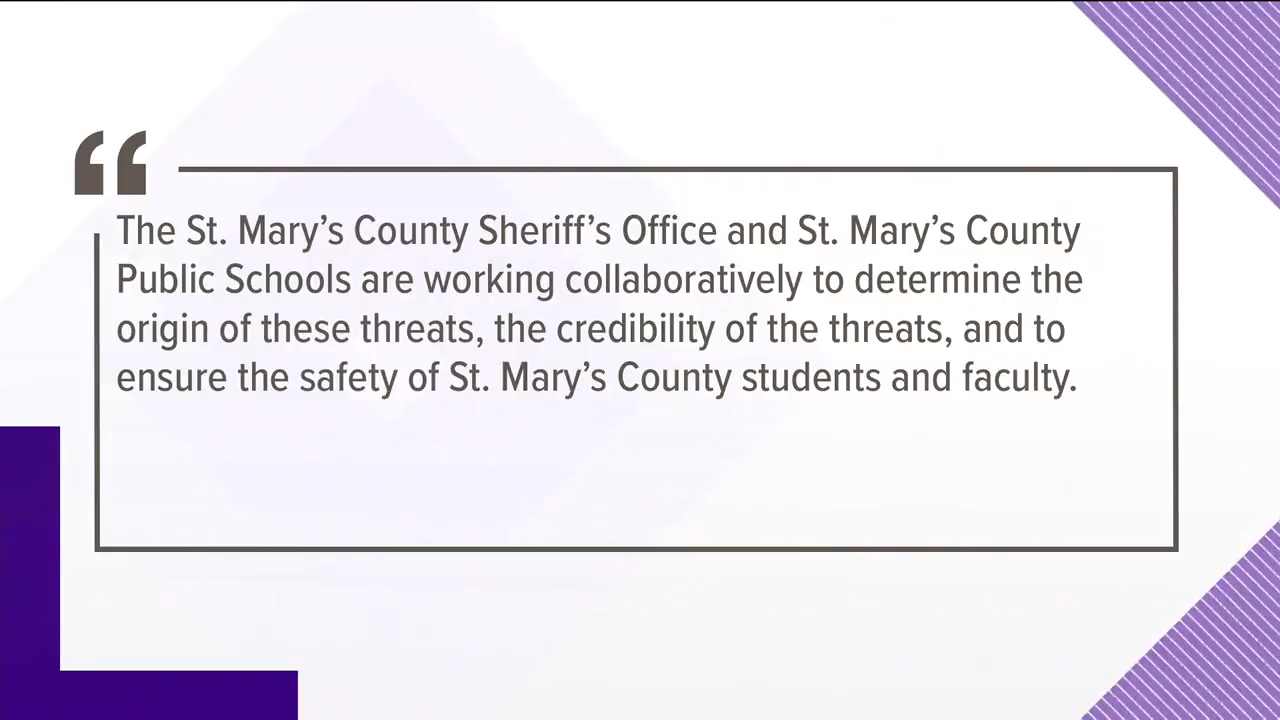 “
The St. Mary’s County Sheriff’s Office and St. Mary’s County
Public Schools are working collaboratively to determine the
origin of these threats, the credibility of the threats, and to
ensure the safety of St. Mary’s County students and faculty.